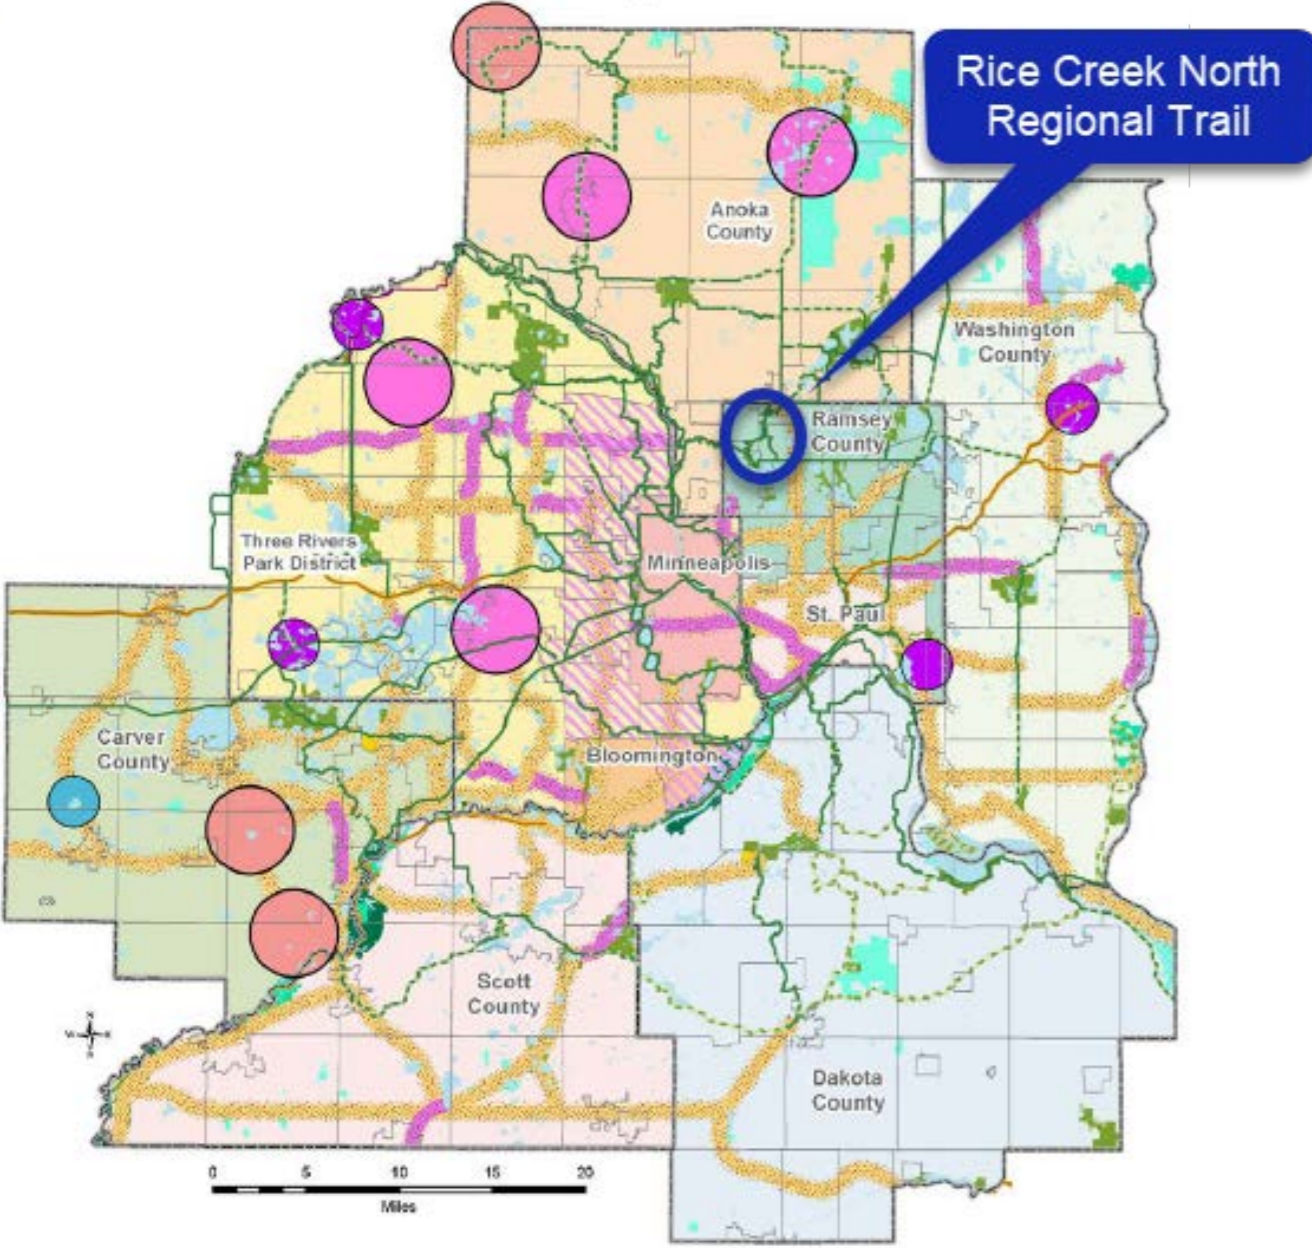 Rice Creek North
Regional Trail
Anoka
County
Washington
County
Ramsey
County
Three Rivers
Park District
Minneapolis
St. Paul
Carver
County
Bloomington
Scott
County
Dakota
County
0 5 10 15 20
Miles